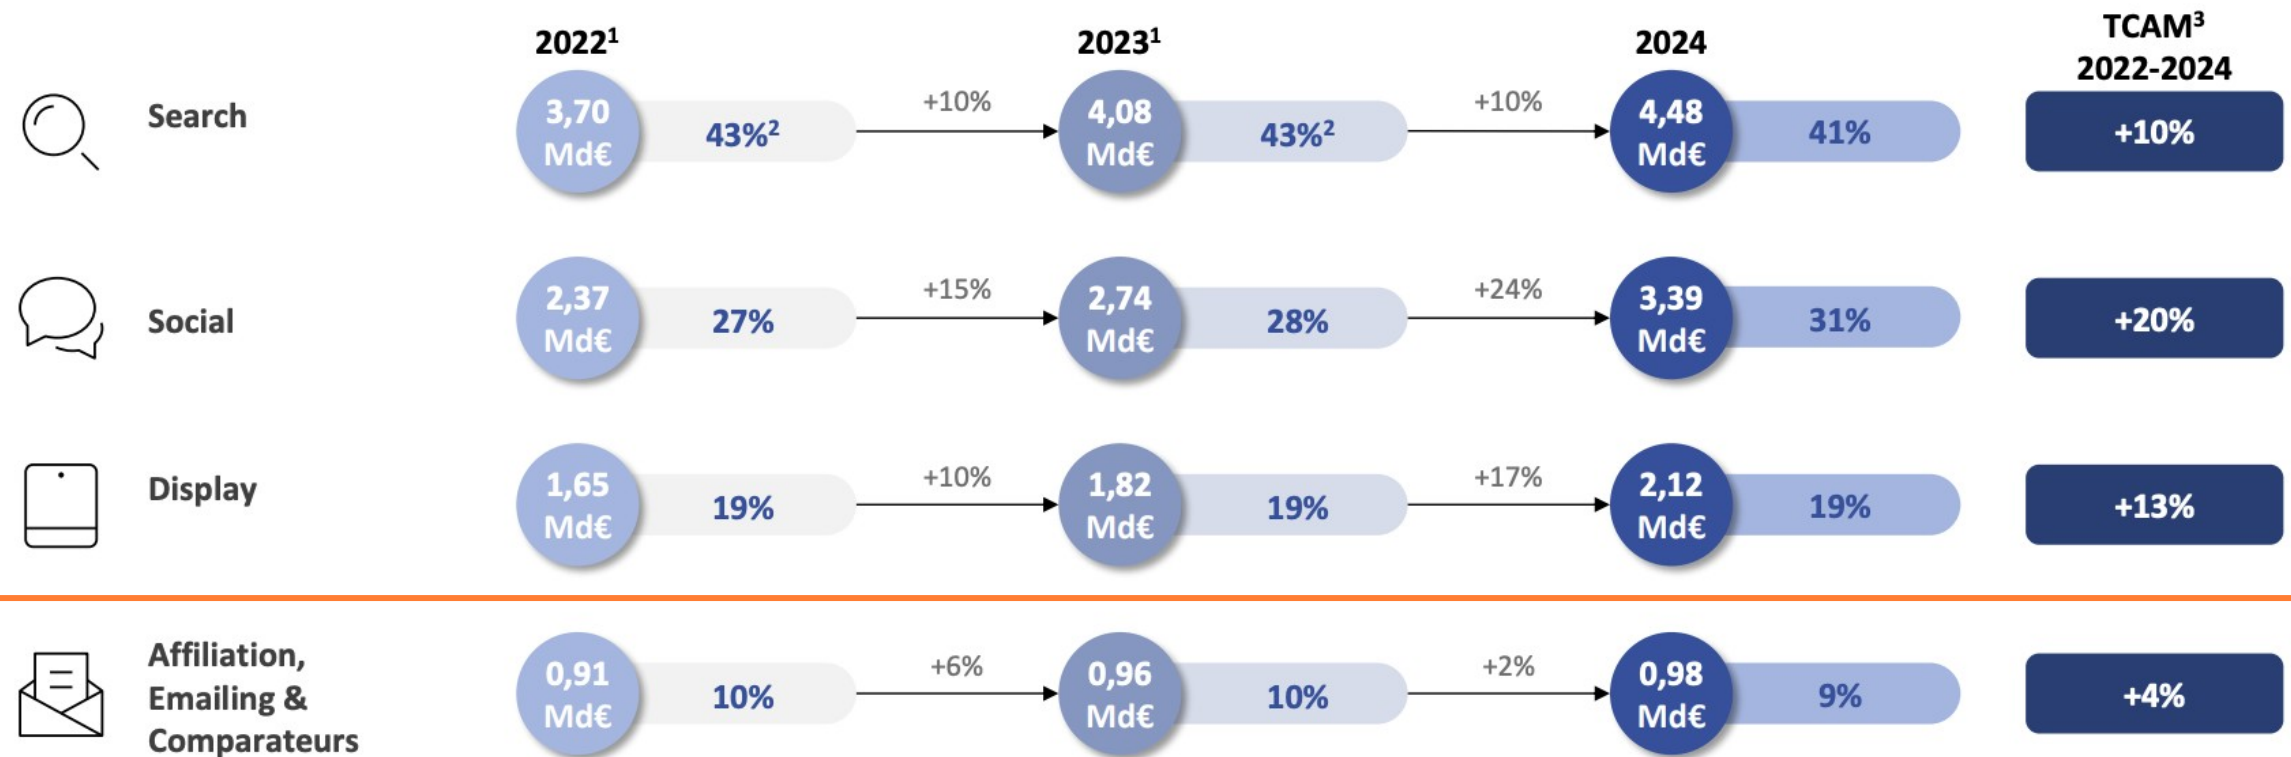 2022¹
2023¹
2024
TCAM³
2022-2024
Search
3,70
Md€
43%²
+10%
4,08
Md€
43%²
+10%
4,48
Md€
41%
+10%
Social
2,37
Md€
27%
+15%
2,74
Md€
28%
+24%
3,39
Md€
31%
+20%
Display
1,65
Md€
19%
+10%
1,82
Md€
19%
+17%
2,12
Md€
19%
+13%
Affiliation,
Emailing &
Comparateurs
0,91
Md€
10%
+6%
0,96
Md€
10%
+2%
0,98
Md€
9%
+4%